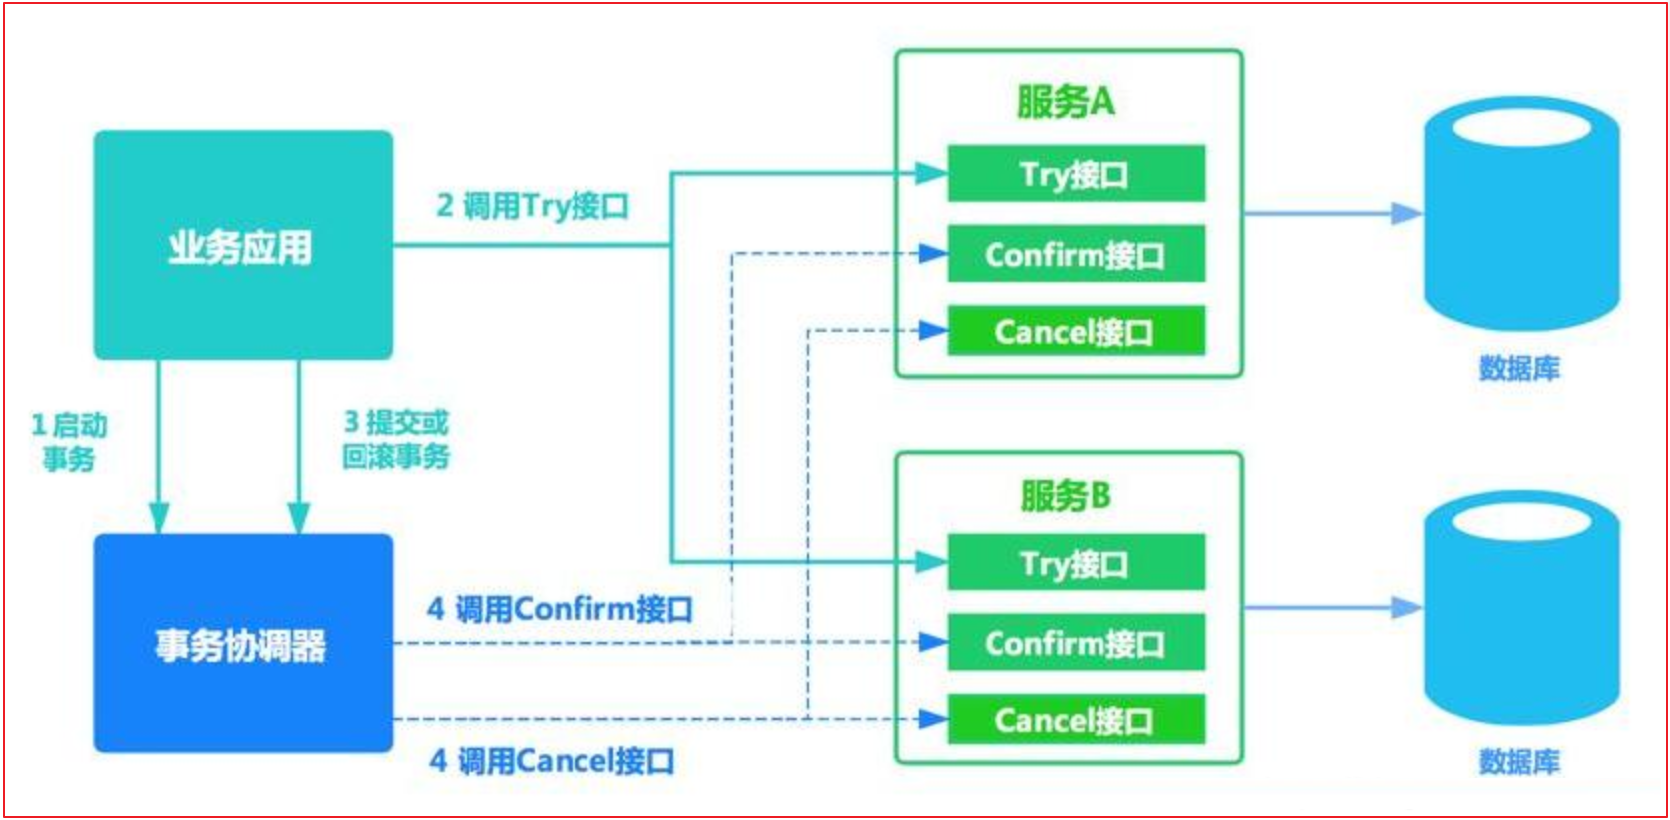 服务A
Try接口
Confirm接口
Cancel接口
数据库
业务应用
2 调用Try接口
1 启动
事务
3 提交或
回滚事务
服务B
Try接口
Confirm接口
Cancel接口
数据库
事务协调器
4 调用Confirm接口
4 调用Cancel接口